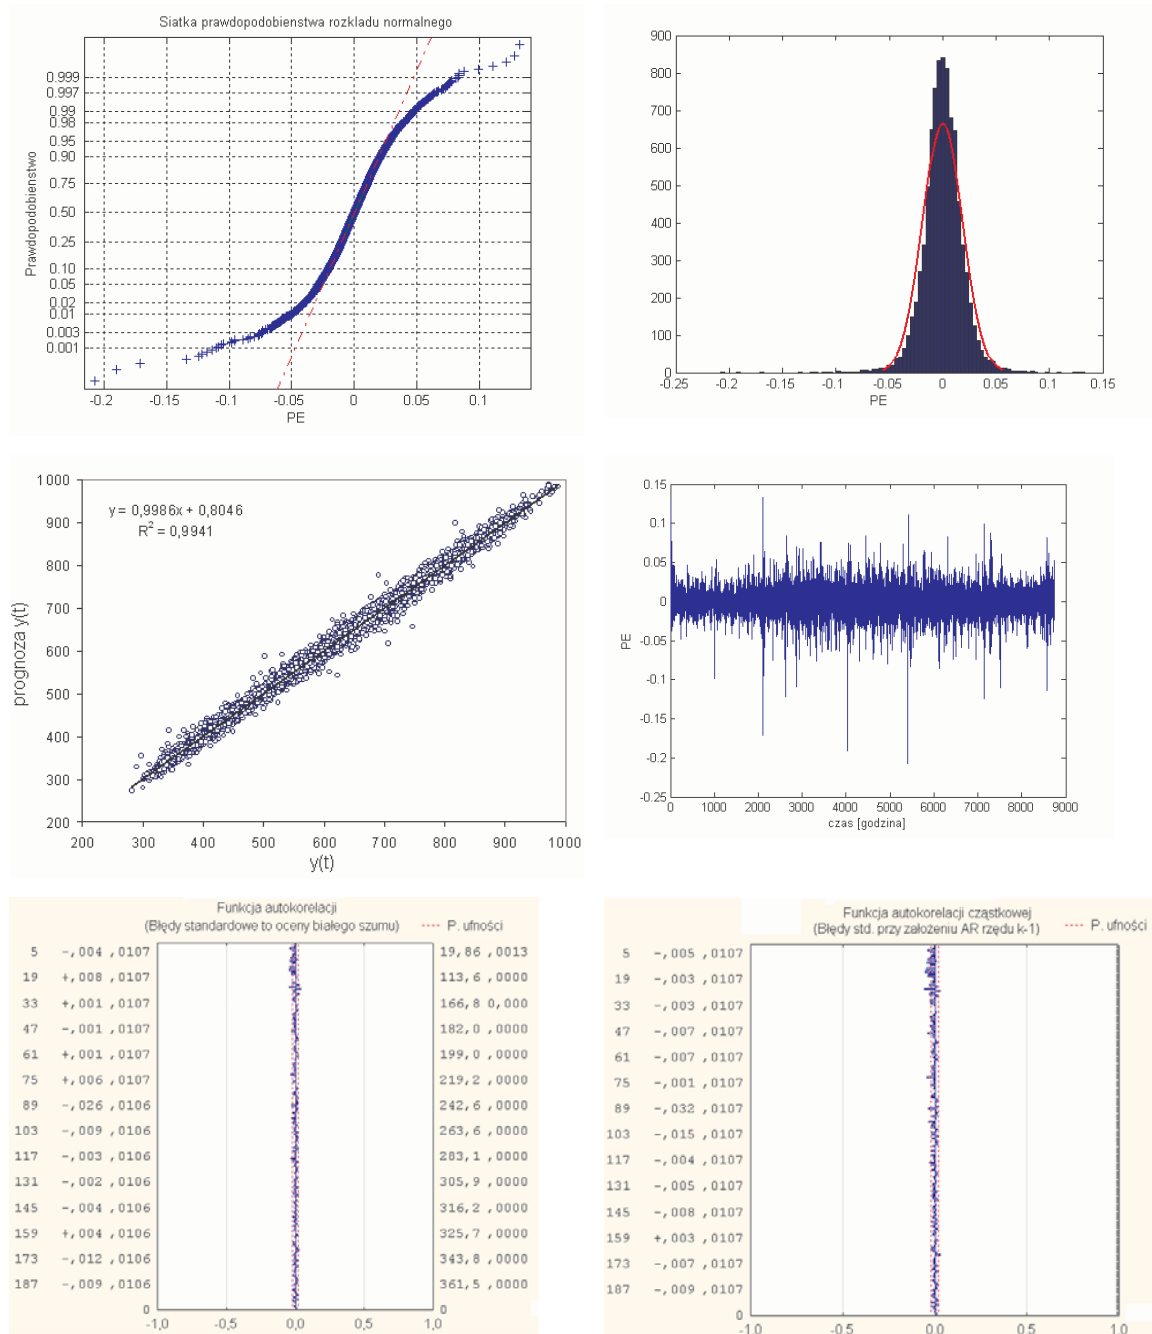 Siatka prawdopodobienstwa rozkladu normalnego
0.999
0.997
0.99
0.98
0.95
0.90
0.75
0.50
0.25
0.10
0.05
0.02
0.01
0.003
0.001
Prawdopodobienstwo
-0.2 -0.15 -0.1 -0.05 0 0.05 0.1
PE
900
800
700
600
500
400
300
200
100
0
-0.25 -0.2 -0.15 -0.1 -0.05 0 0.05 0.1 0.15
PE
1000
900
800
700
600
500
400
300
200
y = 0,9986x + 0,8046
R² = 0,9941
prognoza y(t)
200 300 400 500 600 700 800 900 1000
y(t)
0.15
0.1
0.05
0
-0.05
-0.1
-0.15
-0.2
-0.25
PE
0 1000 2000 3000 4000 5000 6000 7000 8000 9000
czas [godzina]
Funkcja autokorelacji
(Błędy standardowe to oceny białego szumu)
P. ufności
5 -,004 ,0107 19,86 ,0013
19 +,008 ,0107 113,6 ,0000
33 +,001 ,0107 166,8 0,000
47 -,001 ,0107 182,0 ,0000
61 +,001 ,0107 199,0 ,0000
75 +,006 ,0107 219,2 ,0000
89 -,026 ,0106 242,6 ,0000
103 -,009 ,0106 263,6 ,0000
117 -,003 ,0106 283,1 ,0000
131 -,002 ,0106 305,9 ,0000
145 -,004 ,0106 316,2 ,0000
159 +,004 ,0106 325,7 ,0000
173 -,012 ,0106 343,8 ,0000
187 -,009 ,0106 361,5 ,0000
0 0
-1,0 -0,5 0,0 0,5 1,0
Funkcja autokorelacji cząstkowej
(Błędy std. przy założeniu AR rzędu k-1)
P. ufności
5 -,005 ,0107
19 -,003 ,0107
33 -,003 ,0107
47 -,007 ,0107
61 -,007 ,0107
75 -,001 ,0107
89 -,032 ,0107
103 -,015 ,0107
117 -,004 ,0107
131 -,005 ,0107
145 -,008 ,0107
159 +,003 ,0107
173 -,007 ,0107
187 -,009 ,0107
0
-1,0 -0,5 0,0 0,5 1,0